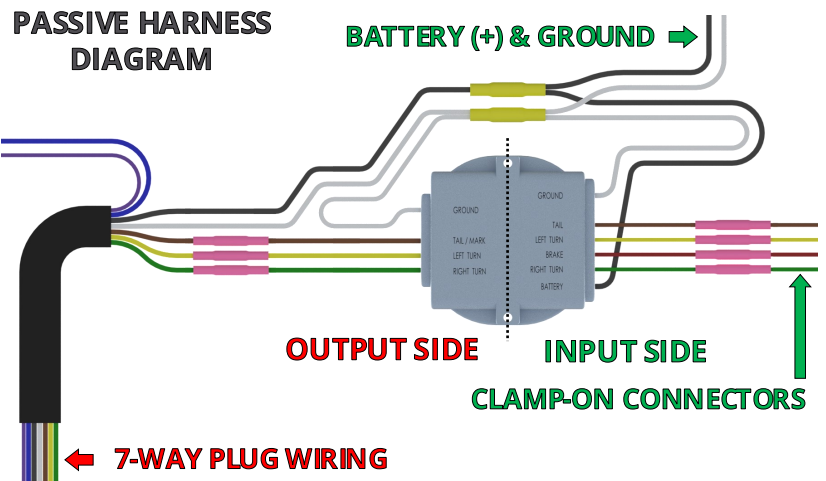 PASSIVE HARNESS
DIAGRAM
BATTERY (+) & GROUND
GROUND
TAIL / MARK
LEFT TURN
RIGHT TURN
GROUND
TAIL
LEFT TURN
BRAKE
RIGHT TURN
BATTERY
OUTPUT SIDE
INPUT SIDE
CLAMP-ON CONNECTORS
7-WAY PLUG WIRING